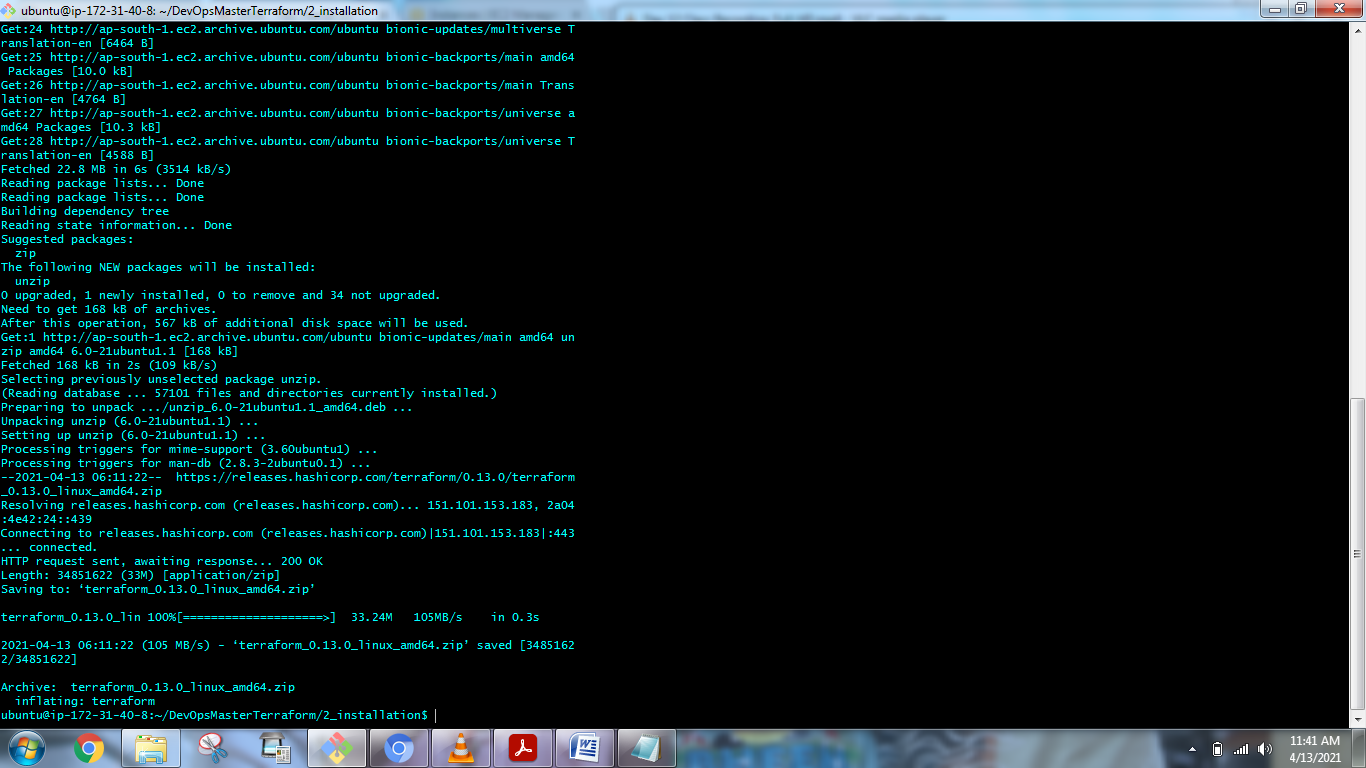 ubuntu@ip-172-31-40-8: ~/DevOpsMasterTerraform/2_installation
Get:24 http://ap-south-1.ec2.archive.ubuntu.com/ubuntu bionic-updates/multiverse T
ranslation-en [6464 B]
Get:25 http://ap-south-1.ec2.archive.ubuntu.com/ubuntu bionic-backports/main amd64
 Packages [10.0 kB]
Get:26 http://ap-south-1.ec2.archive.ubuntu.com/ubuntu bionic-backports/main Trans
lation-en [4764 B]
Get:27 http://ap-south-1.ec2.archive.ubuntu.com/ubuntu bionic-backports/universe a
md64 Packages [10.3 kB]
Get:28 http://ap-south-1.ec2.archive.ubuntu.com/ubuntu bionic-backports/universe T
ranslation-en [4588 B]
Fetched 22.8 MB in 6s (3514 kB/s)
Reading package lists... Done
Reading package lists... Done
Building dependency tree
Reading state information... Done
Suggested packages:
  zip
The following NEW packages will be installed:
  unzip
0 upgraded, 1 newly installed, 0 to remove and 34 not upgraded.
Need to get 168 kB of archives.
After this operation, 567 kB of additional disk space will be used.
Get:1 http://ap-south-1.ec2.archive.ubuntu.com/ubuntu bionic-updates/main amd64 un
zip amd64 6.0-21ubuntu1.1 [168 kB]
Fetched 168 kB in 2s (109 kB/s)
Selecting previously unselected package unzip.
(Reading database ... 57101 files and directories currently installed.)
Preparing to unpack .../unzip_6.0-21ubuntu1.1_amd64.deb ...
Unpacking unzip (6.0-21ubuntu1.1) ...
Setting up unzip (6.0-21ubuntu1.1) ...
Processing triggers for mime-support (3.60ubuntu1) ...
Processing triggers for man-db (2.8.3-2ubuntu0.1) ...
--2021-04-13 06:11:22--  https://releases.hashicorp.com/terraform/0.13.0/terraform
_0.13.0_linux_amd64.zip
Resolving releases.hashicorp.com (releases.hashicorp.com)... 151.101.153.183, 2a04
:4e42:24::439
Connecting to releases.hashicorp.com (releases.hashicorp.com)|151.101.153.183|:443
... connected.
HTTP request sent, awaiting response... 200 OK
Length: 34851622 (33M) [application/zip]
Saving to: ‘terraform_0.13.0_linux_amd64.zip’
terraform_0.13.0_lin 100%[====================>]  33.24M   105MB/s    in 0.3s
2021-04-13 06:11:22 (105 MB/s) - ‘terraform_0.13.0_linux_amd64.zip’ saved [3485162
2/34851622]
Archive:  terraform_0.13.0_linux_amd64.zip
  inflating: terraform
ubuntu@ip-172-31-40-8:~/DevOpsMasterTerraform/2_installation$
11:41 AM
4/13/2021